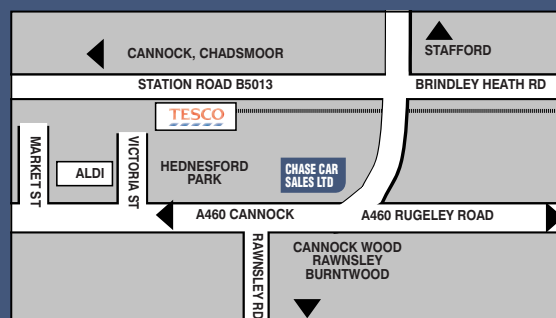 CANNOCK, CHADSMOOR
STAFFORD
STATION ROAD B5013
BRINDLEY HEATH RD
TESCO
MARKET ST
ALDI
VICTORIA ST
HEDNESFORD
PARK
CHASE CAR
SALES LTD
A460 CANNOCK
A460 RUGELEY ROAD
RAWNSLEY RD
CANNOCK WOOD
RAWNSLEY
BURNTWOOD